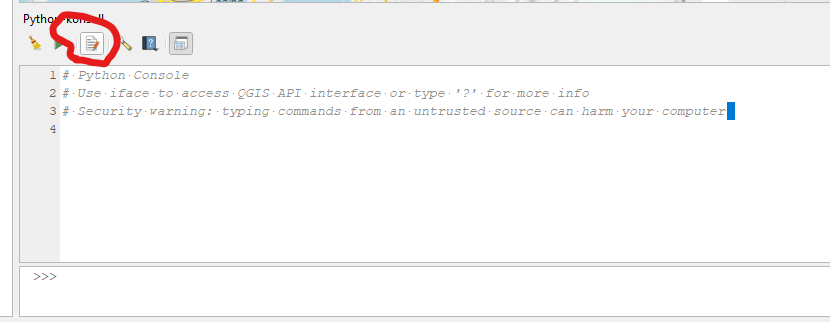 Python-konsoll
1 # Python Console
2 # Use iface to access QGIS API interface or type '?' for more info
3 # Security warning: typing commands from an untrusted source can harm your computer
4
>>>